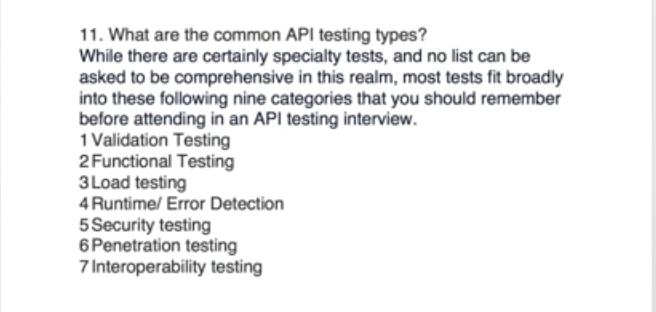 11. What are the common API testing types?
While there are certainly specialty tests, and no list can be
asked to be comprehensive in this realm, most tests fit broadly
into these following nine categories that you should remember
before attending in an API testing interview.
1 Validation Testing
2 Functional Testing
3 Load testing
4 Runtime/ Error Detection
5 Security testing
6 Penetration testing
7 Interoperability testing